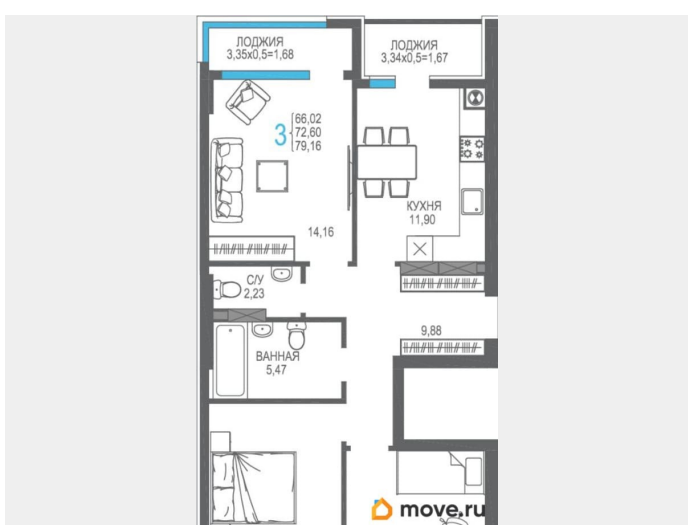 ЛОДЖИЯ
3,35x0,5=1,68
ЛОДЖИЯ
3,34x0,5=1,67
3
66,02
72,60
79,16
14,16
КУХНЯ
11,90
С/У
2,23
9,88
ВАННАЯ
5,47
move.ru